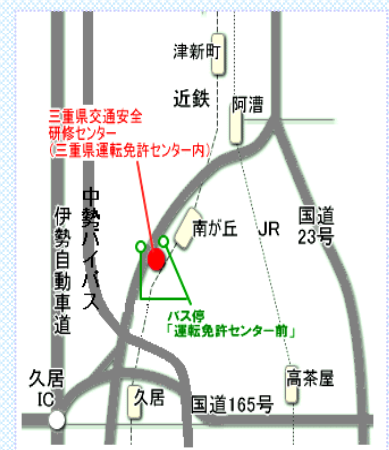 津新町
近鉄
阿漕
三重県交通安全
研修センター
(三重県運転免許センター内)
中勢バイパス
伊勢自動車道
南が丘
JR
国道
23号
バス停
「運転免許センター前」
久居
IC
久居
国道165号
高茶屋